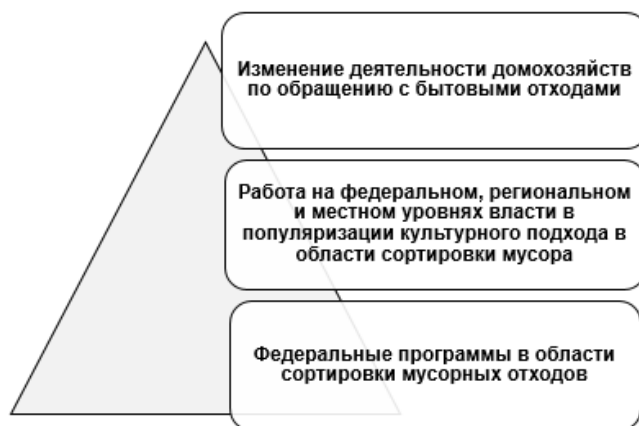 Изменение деятельности домохозяйств
по обращению с бытовыми отходами
Работа на федеральном, региональном
и местном уровнях власти в
популяризации культурного подхода в
области сортировки мусора
Федеральные программы в области
сортировки мусорных отходов